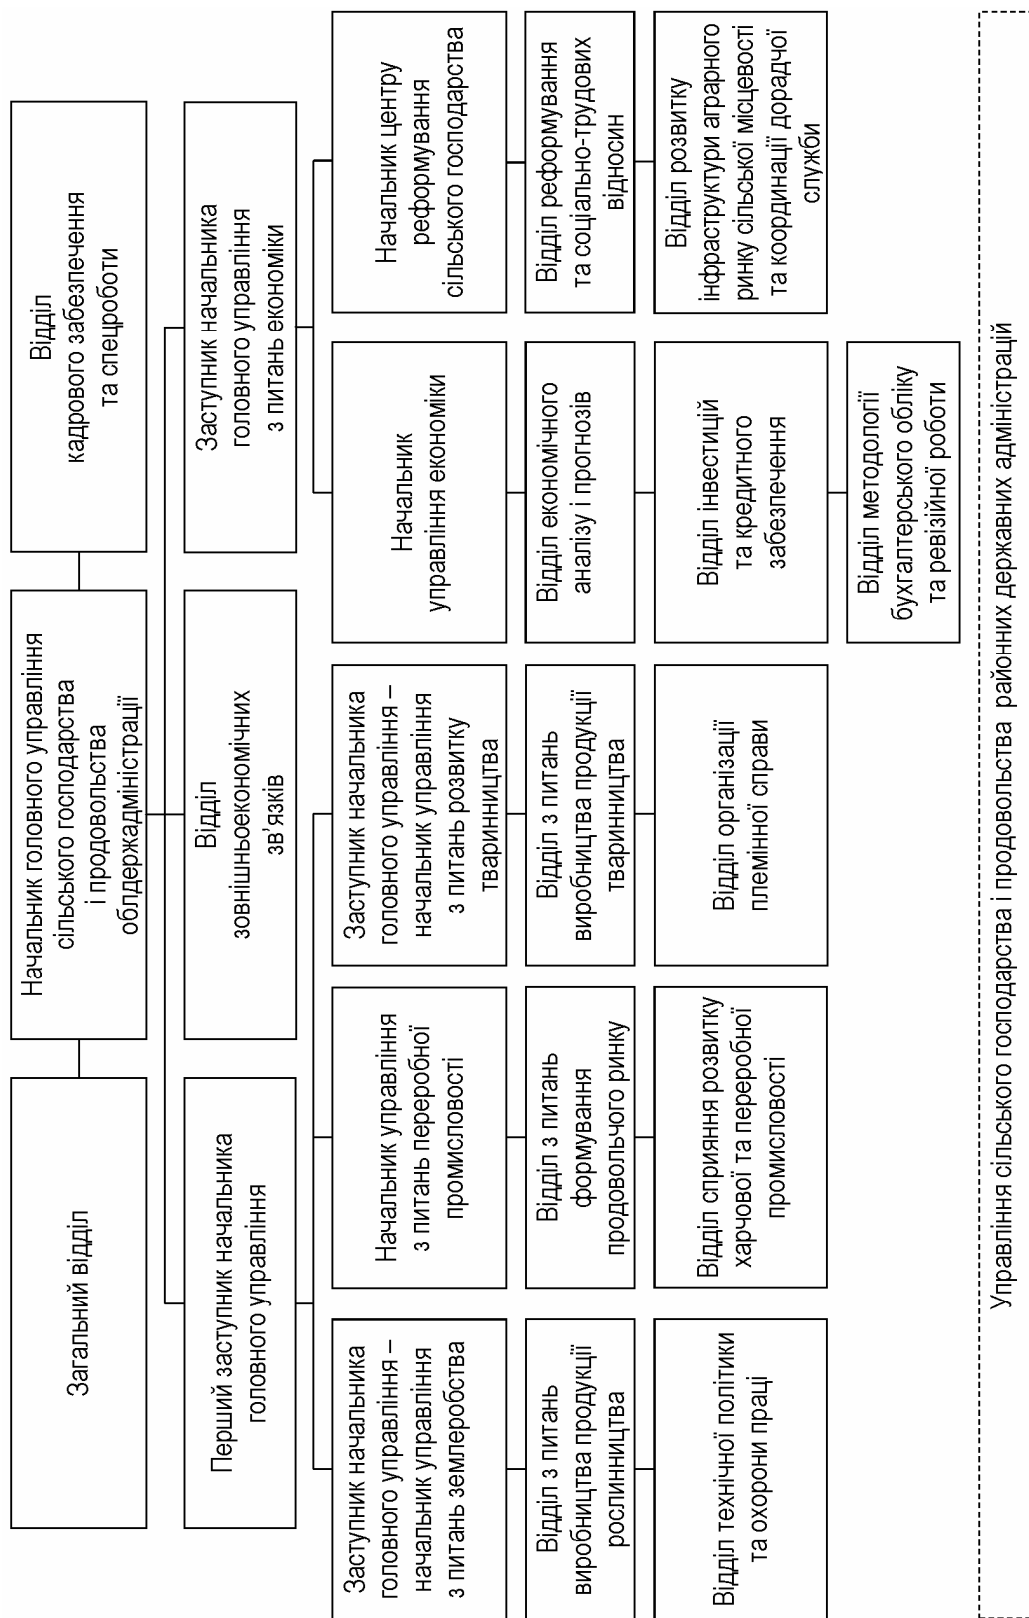 Загальний відділ
Начальник головного управління
сільського господарства
і продовольства
облдержадміністрації
Відділ
кадрового забезпечення
та спецроботи
Перший заступник начальника
головного управління
Відділ
зовнішньоекономічних
зв’язків
Заступник начальника
головного управління
з питань економіки
Заступник начальника
головного управління –
начальник управління
з питань землеробства
Начальник управління
з питань переробної
промисловості
Заступник начальника
головного управління –
начальник управління
з питань розвитку
тваринництва
Начальник
управління економіки
Начальник центру
реформування
сільського господарства
Відділ з питань
виробництва продукції
рослинництва
Відділ з питань
формування
продовольчого ринку
Відділ з питань
виробництва продукції
тваринництва
Відділ економічного
аналізу і прогнозів
Відділ реформування
та соціально-трудових
відносин
Відділ технічної політики
та охорони праці
Відділ сприяння розвитку
харчової та переробної
промисловості
Відділ організації
племінної справи
Відділ інвестицій
та кредитного
забезпечення
Відділ розвитку
інфраструктури аграрного
ринку сільської місцевості
та координації дорадчої
служби
Відділ методології
бухгалтерського обліку
та ревізійної роботи
Управління сільського господарства і продовольства районних державних адміністрацій